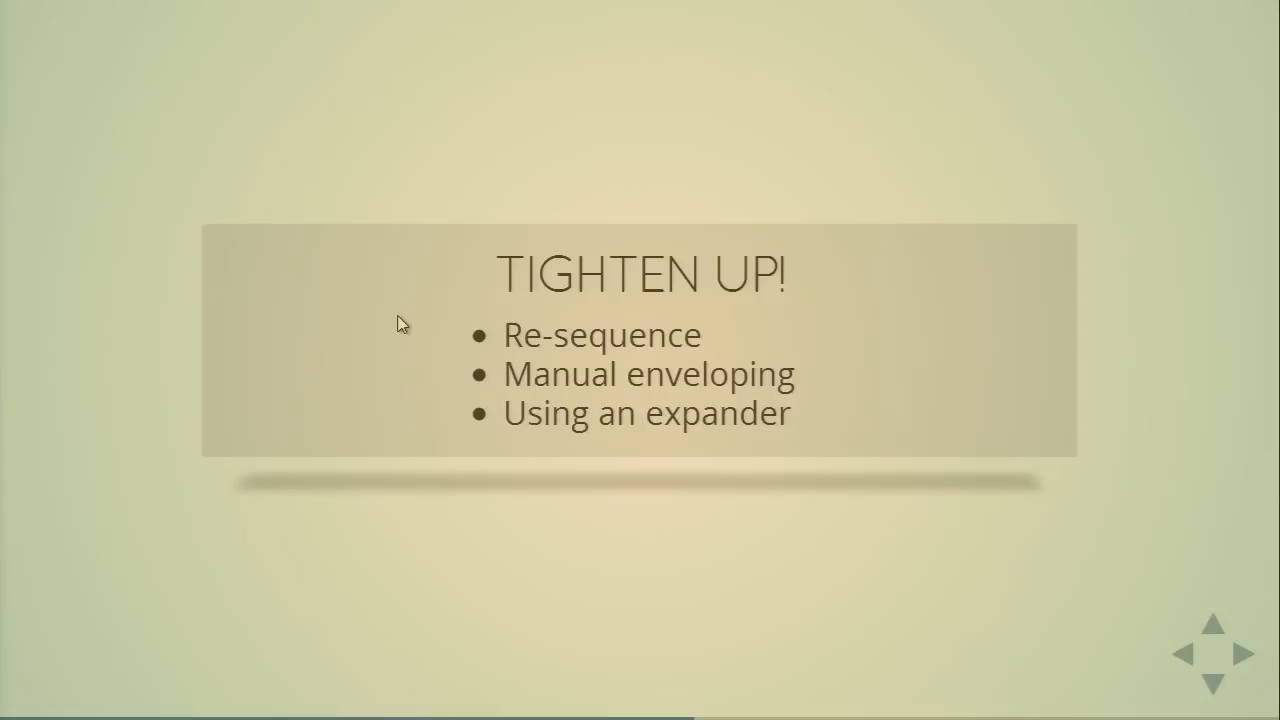 TIGHTEN UP!
Re-sequence
Manual enveloping
Using an expander